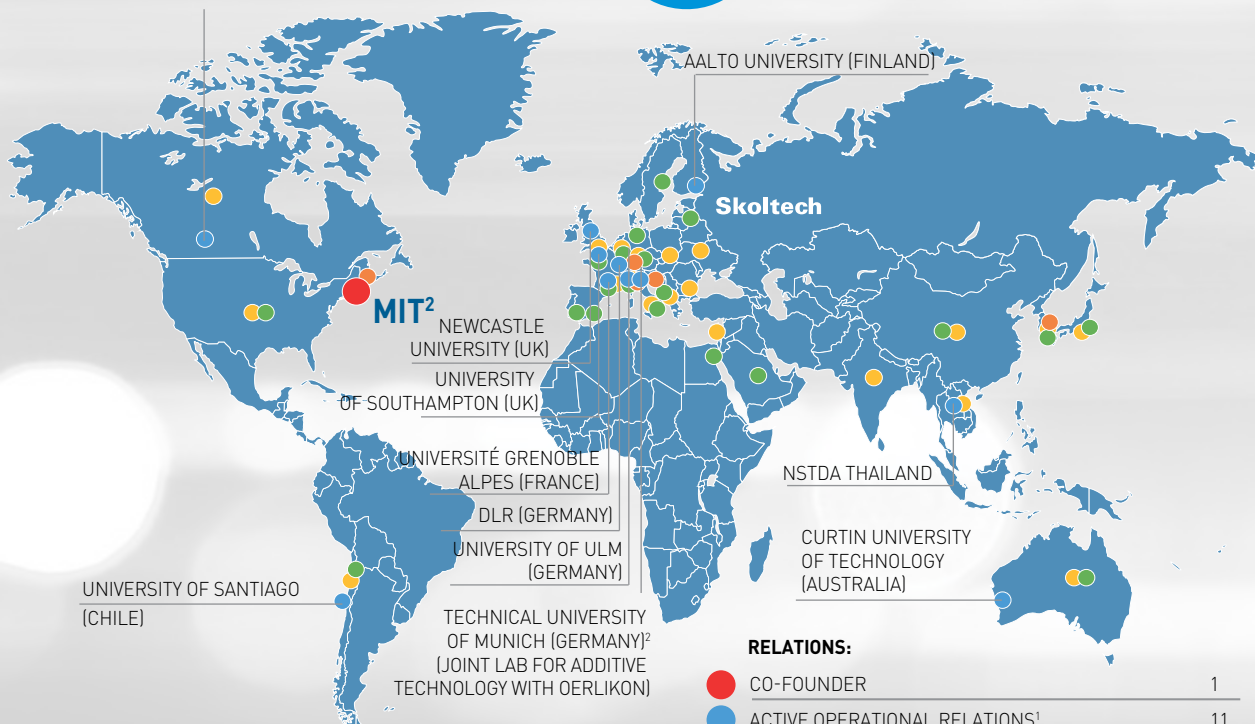 AALTO UNIVERSITY (FINLAND)
Skoltech
MIT2
NEWCASTLE
UNIVERSITY (UK)
UNIVERSITY
OF SOUTHAMPTON (UK)
UNIVERSITÉ GRENOBLE
ALPES (FRANCE)
DLR (GERMANY)
UNIVERSITY OF ULM
(GERMANY)
TECHNICAL UNIVERSITY
OF MUNICH (GERMANY)2
(JOINT LAB FOR ADDITIVE
TECHNOLOGY WITH OERLIKON)
UNIVERSITY OF SANTIAGO
(CHILE)
NSTDA THAILAND
CURTIN UNIVERSITY
OF TECHNOLOGY
(AUSTRALIA)
RELATIONS:
CO-FOUNDER 1
ACTIVE OPERATIONAL RELATIONS1 11